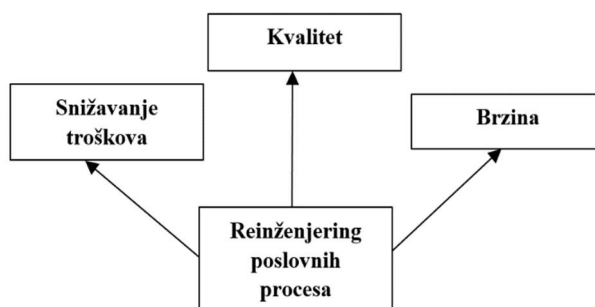 Kvalitet
Snižavanje
troškova
Brzina
Reinženjering
poslovnih
procesa